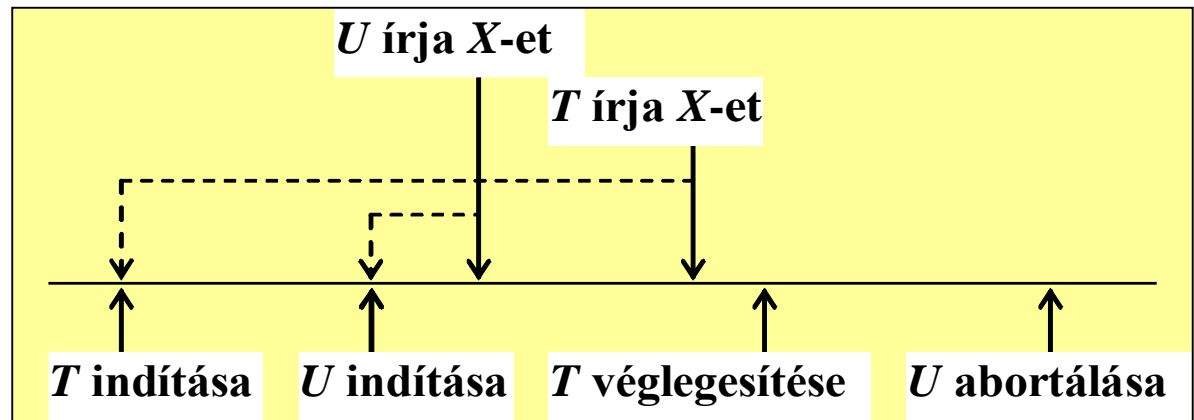 U írja X-et
T írja X-et
T indítása
U indítása
T véglegesítése
U abortálása